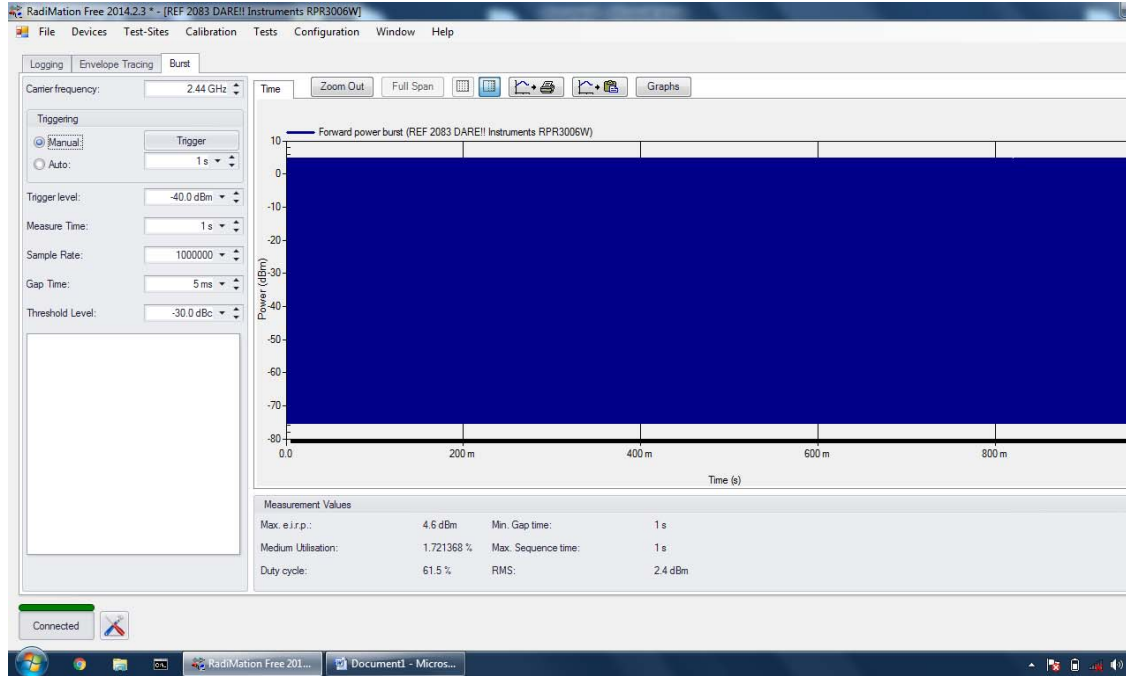 RadiMation Free 2014.2.3 * - [REF 2083 DARE!! Instruments RPR3006W]
File Devices Test-Sites Calibration Tests Configuration Window Help
Logging Envelope Tracing Burst
Carrier frequency: 2.44 GHz
Triggering
Manual: Trigger
Auto: 1 s
Trigger level: -40.0 dBm
Measure Time: 1 s
Sample Rate: 1000000
Gap Time: 5 ms
Threshold Level: -30.0 dBc
Time Zoom Out Full Span Graphs
Forward power burst (REF 2083 DARE!! Instruments RPR3006W)
Power (dBm)
10
0
-10
-20
-30
-40
-50
-60
-70
-80
0.0 200 m 400 m 600 m 800 m
Time (s)
Measurement Values
Max. e.i.r.p.: 4.6 dBm Min. Gap time: 1 s
Medium Utilisation: 1.721368 % Max. Sequence time: 1 s
Duty cycle: 61.5 % RMS: 2.4 dBm
Connected
RadiMation Free 201... Document1 - Micros...